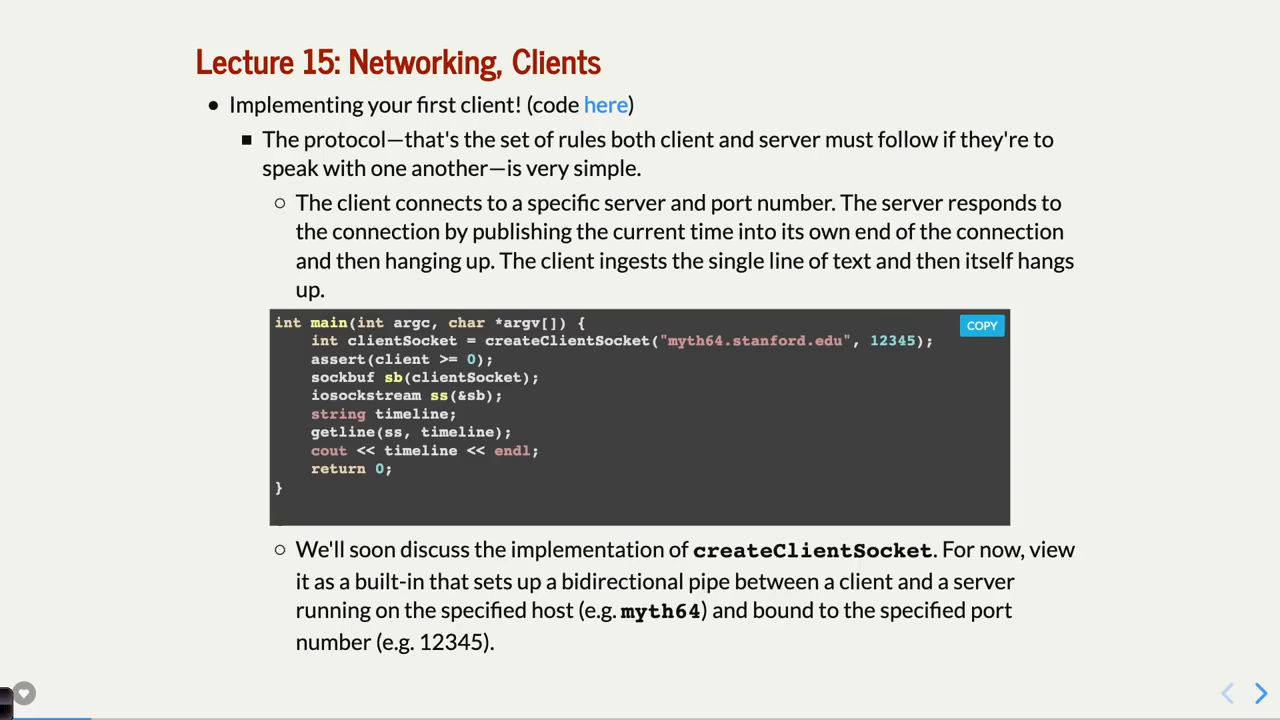 Lecture 15: Networking, Clients
• Implementing your first client! (code here)
▪ The protocol—that's the set of rules both client and server must follow if they're to
speak with one another—is very simple.
○ The client connects to a specific server and port number. The server responds to
the connection by publishing the current time into its own end of the connection
and then hanging up. The client ingests the single line of text and then itself hangs
up.
int main(int argc, char *argv[]) {
COPY
    int clientSocket = createClientSocket("myth64.stanford.edu", 12345);
    assert(client >= 0);
    sockbuf sb(clientSocket);
    iosockstream ss(&sb);
    string timeline;
    getline(ss, timeline);
    cout << timeline << endl;
    return 0;
}
○ We'll soon discuss the implementation of createClientSocket. For now, view
it as a built-in that sets up a bidirectional pipe between a client and a server
running on the specified host (e.g. myth64) and bound to the specified port
number (e.g. 12345).